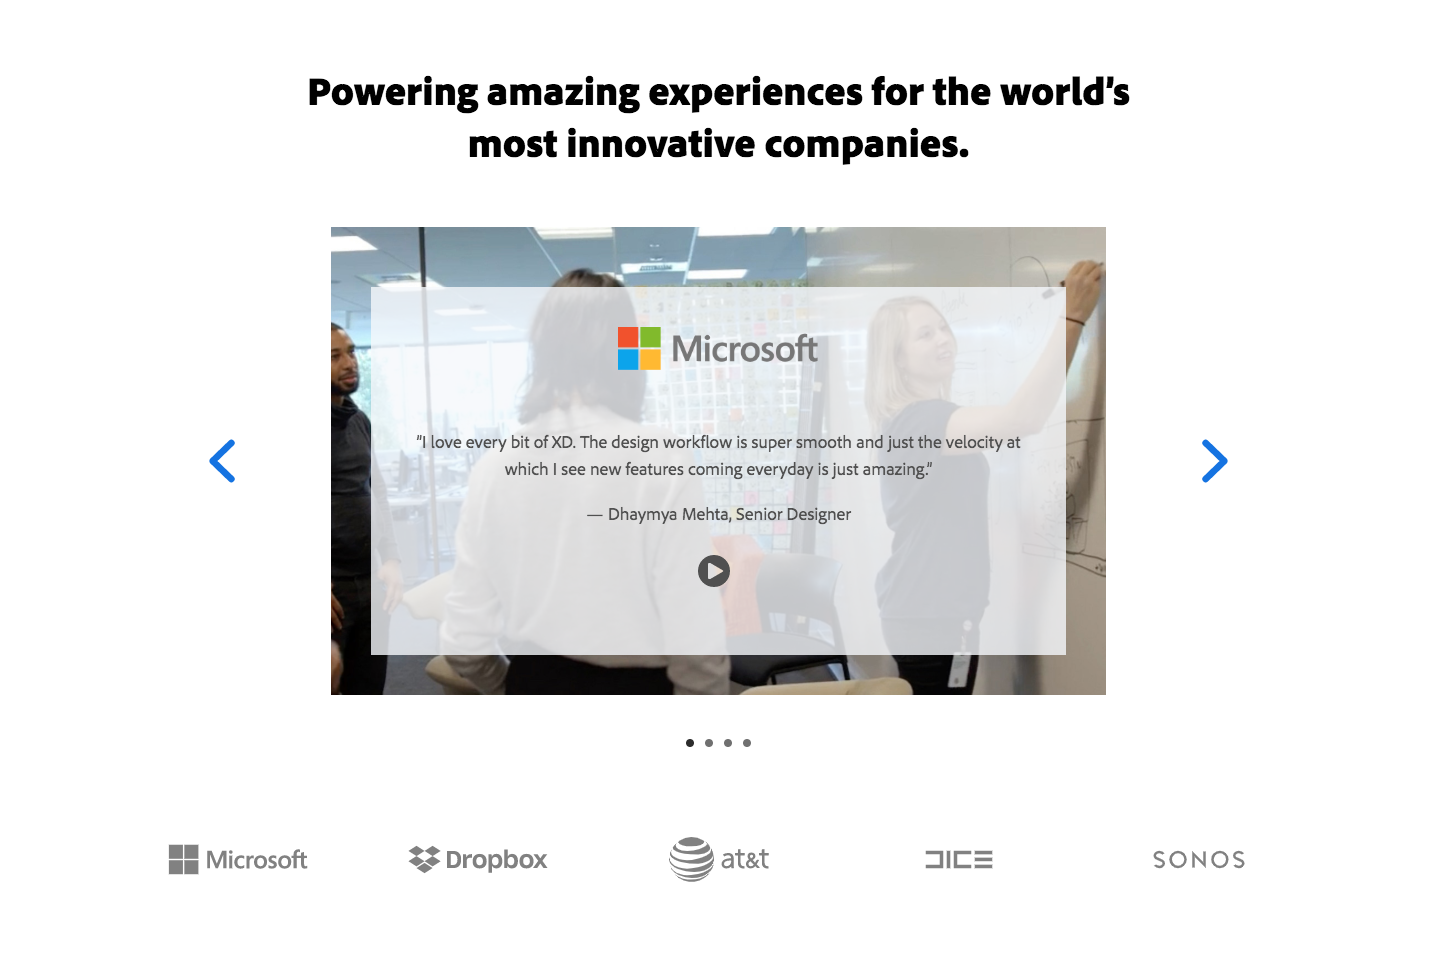 Powering amazing experiences for the world's
most innovative companies.
Microsoft
"I love every bit of XD. The design workflow is super smooth and just the velocity at
which I see new features coming everyday is just amazing."
— Dhaymya Mehta, Senior Designer
Microsoft
Dropbox
at&t
DICE
SONOS